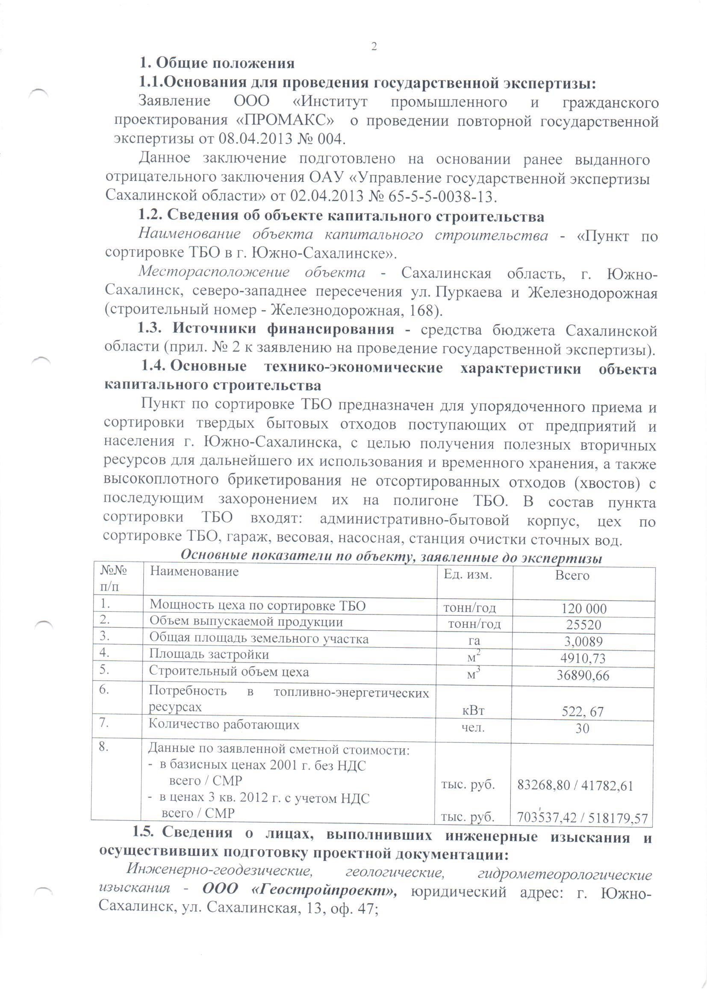 2
1. Общие положения
1.1.Основания для проведения государственной экспертизы:
Заявление ООО «Институт промышленного и гражданского
проектирования «ПРОМАКС» о проведении повторной государственной
экспертизы от 08.04.2013 № 004.
Данное заключение подготовлено на основании ранее выданного
отрицательного заключения ОАУ «Управление государственной экспертизы
Сахалинской области» от 02.04.2013 № 65-5-5-0038-13.
1.2. Сведения об объекте капитального строительства
Наименование объекта капитального строительства - «Пункт по
сортировке ТБО в г. Южно-Сахалинске».
Месторасположение объекта - Сахалинская область, г. Южно-
Сахалинск, северо-западнее пересечения ул. Пуркаева и Железнодорожная
(строительный номер - Железнодорожная, 168).
1.3. Источники финансирования - средства бюджета Сахалинской
области (прил. № 2 к заявлению на проведение государственной экспертизы).
1.4. Основные технико-экономические характеристики объекта
капитального строительства
Пункт по сортировке ТБО предназначен для упорядоченного приема и
сортировки твердых бытовых отходов поступающих от предприятий и
населения г. Южно-Сахалинска, с целью получения полезных вторичных
ресурсов для дальнейшего их использования и временного хранения, а также
высокоплотного брикетирования не отсортированных отходов (хвостов) с
последующим захоронением их на полигоне ТБО. В состав пункта
сортировки ТБО входят: административно-бытовой корпус, цех по
сортировке ТБО, гараж, весовая, насосная, станция очистки сточных вод.
Основные показатели по объекту, заявленные до экспертизы
№№ Наименование Ед. изм. Всего
п/п
1. Мощность цеха по сортировке ТБО тонн/год 120 000
2. Объем выпускаемой продукции тонн/год 25520
3. Общая площадь земельного участка га 3,0089
4. Площадь застройки м² 4910,73
5. Строительный объем цеха м³ 36890,66
6. Потребность в топливно-энергетических
ресурсах кВт 522, 67
7. Количество работающих чел. 30
8. Данные по заявленной сметной стоимости:
- в базисных ценах 2001 г. без НДС
всего / СМР тыс. руб. 83268,80 / 41782,61
- в ценах 3 кв. 2012 г. с учетом НДС
всего / СМР тыс. руб. 703537,42 / 518179,57
1.5. Сведения о лицах, выполнивших инженерные изыскания и
осуществивших подготовку проектной документации:
Инженерно-геодезические, геологические, гидрометеорологические
изыскания - ООО «Геостройпроект», юридический адрес: г. Южно-
Сахалинск, ул. Сахалинская, 13, оф. 47;